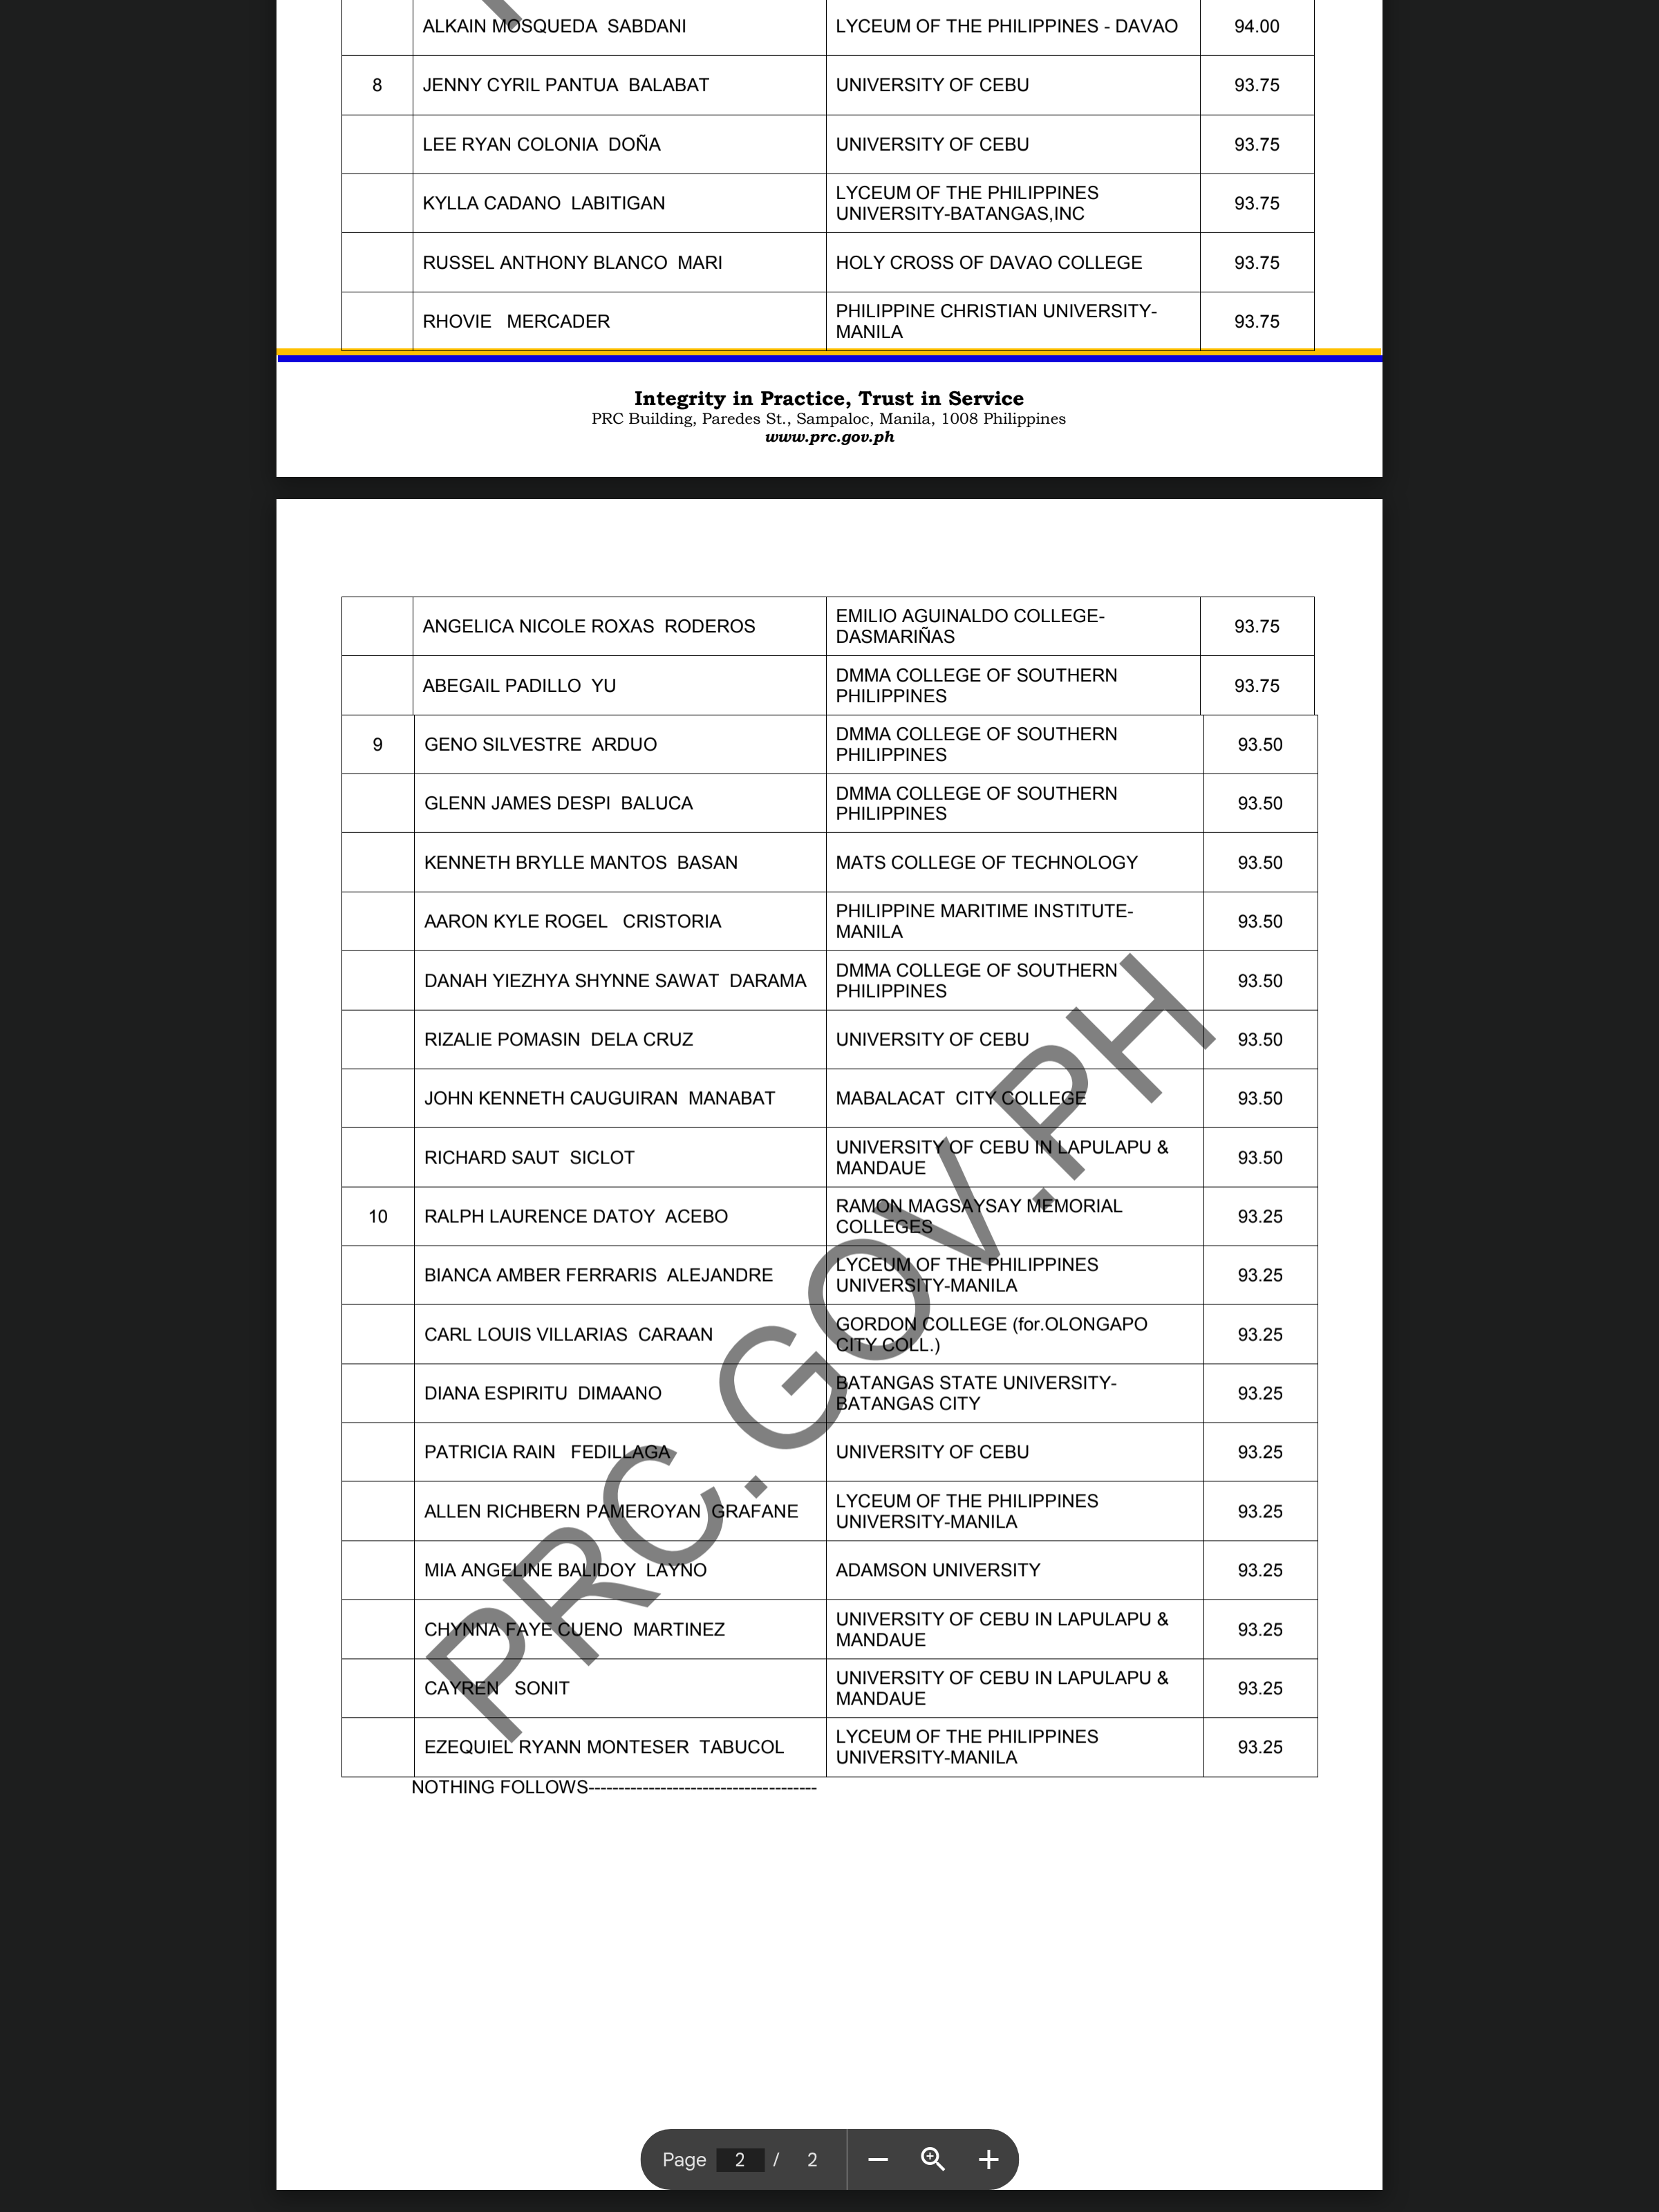 ALKAIN MOSQUEDA  SABDANI LYCEUM OF THE PHILIPPINES - DAVAO 94.00
8 JENNY CYRIL PANTUA  BALABAT UNIVERSITY OF CEBU 93.75
LEE RYAN COLONIA  DOÑA UNIVERSITY OF CEBU 93.75
KYLLA CADANO  LABITIGAN LYCEUM OF THE PHILIPPINES
UNIVERSITY-BATANGAS,INC 93.75
RUSSEL ANTHONY BLANCO  MARI HOLY CROSS OF DAVAO COLLEGE 93.75
RHOVIE   MERCADER PHILIPPINE CHRISTIAN UNIVERSITY-
MANILA 93.75
Integrity in Practice, Trust in Service
PRC Building, Paredes St., Sampaloc, Manila, 1008 Philippines
www.prc.gov.ph
ANGELICA NICOLE ROXAS  RODEROS EMILIO AGUINALDO COLLEGE-
DASMARIÑAS 93.75
ABEGAIL PADILLO  YU DMMA COLLEGE OF SOUTHERN
PHILIPPINES 93.75
9 GENO SILVESTRE  ARDUO DMMA COLLEGE OF SOUTHERN
PHILIPPINES 93.50
GLENN JAMES DESPI  BALUCA DMMA COLLEGE OF SOUTHERN
PHILIPPINES 93.50
KENNETH BRYLLE MANTOS  BASAN MATS COLLEGE OF TECHNOLOGY 93.50
AARON KYLE ROGEL   CRISTORIA PHILIPPINE MARITIME INSTITUTE-
MANILA 93.50
DANAH YIEZHYA SHYNNE SAWAT  DARAMA DMMA COLLEGE OF SOUTHERN
PHILIPPINES 93.50
RIZALIE POMASIN  DELA CRUZ UNIVERSITY OF CEBU 93.50
JOHN KENNETH CAUGUIRAN  MANABAT MABALACAT  CITY COLLEGE 93.50
RICHARD SAUT  SICLOT UNIVERSITY OF CEBU IN LAPULAPU &
MANDAUE 93.50
10 RALPH LAURENCE DATOY  ACEBO RAMON MAGSAYSAY MEMORIAL
COLLEGES 93.25
BIANCA AMBER FERRARIS  ALEJANDRE LYCEUM OF THE PHILIPPINES
UNIVERSITY-MANILA 93.25
CARL LOUIS VILLARIAS  CARAAN GORDON COLLEGE (for.OLONGAPO
CITY COLL.) 93.25
DIANA ESPIRITU  DIMAANO BATANGAS STATE UNIVERSITY-
BATANGAS CITY 93.25
PATRICIA RAIN   FEDILLAGA UNIVERSITY OF CEBU 93.25
ALLEN RICHBERN PAMEROYAN  GRAFANE LYCEUM OF THE PHILIPPINES
UNIVERSITY-MANILA 93.25
MIA ANGELINE BALIDOY  LAYNO ADAMSON UNIVERSITY 93.25
CHYNNA FAYE CUENO  MARTINEZ UNIVERSITY OF CEBU IN LAPULAPU &
MANDAUE 93.25
CAYREN   SONIT UNIVERSITY OF CEBU IN LAPULAPU &
MANDAUE 93.25
EZEQUIEL RYANN MONTESER  TABUCOL LYCEUM OF THE PHILIPPINES
UNIVERSITY-MANILA 93.25
NOTHING FOLLOWS--------------------------------------
PRC.GOV.PH
Page 2 / 2